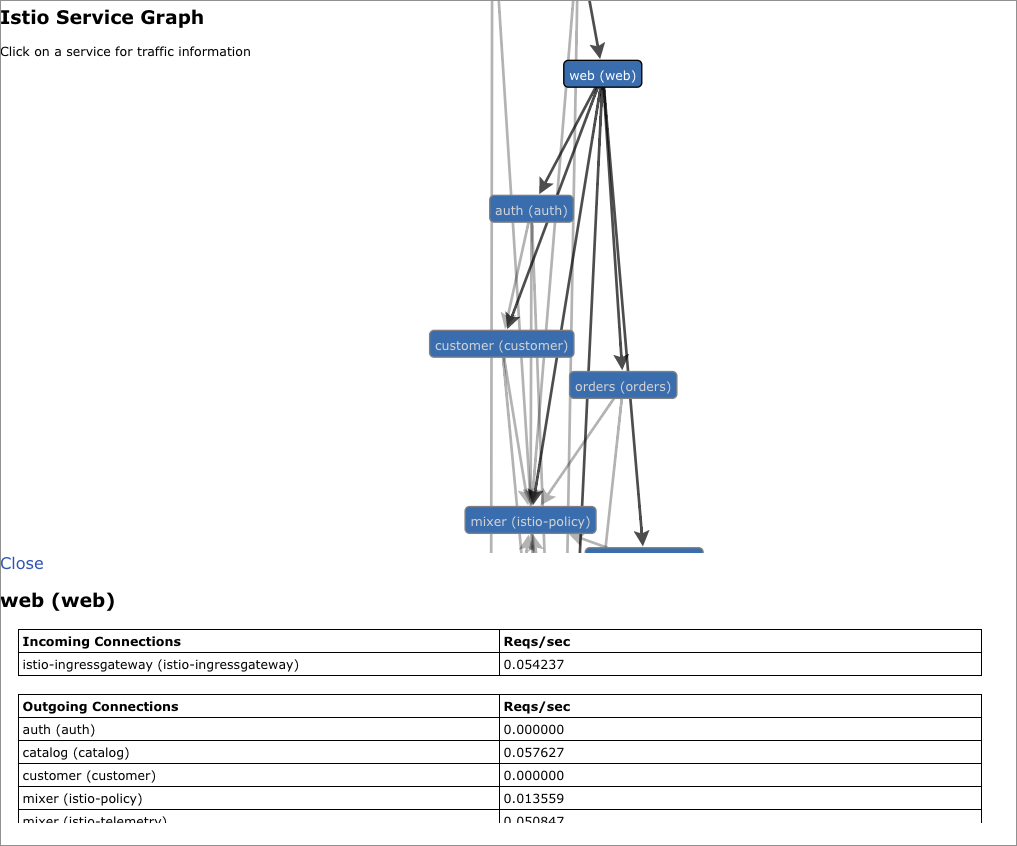 Istio Service Graph
Click on a service for traffic information
web (web)
auth (auth)
customer (customer)
orders (orders)
mixer (istio-policy)
Close
web (web)
Incoming Connections Reqs/sec
istio-ingressgateway (istio-ingressgateway) 0.054237
Outgoing Connections Reqs/sec
auth (auth) 0.000000
catalog (catalog) 0.057627
customer (customer) 0.000000
mixer (istio-policy) 0.013559
mixer (istio-telemetry) 0.050847